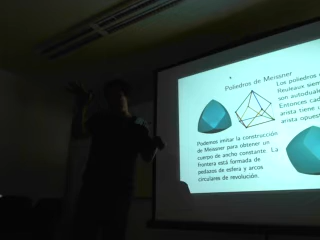 Poliedros de Meissner
Los poliedros d
Reuleaux siem
son autoduale
Entonces cada
arista tiene u
arista opuest
Podemos imitar la construcción
de Meissner para obtener un
cuerpo de ancho constante. La
frontera está formada de
pedazos de esfera y arcos
circulares de revolución.